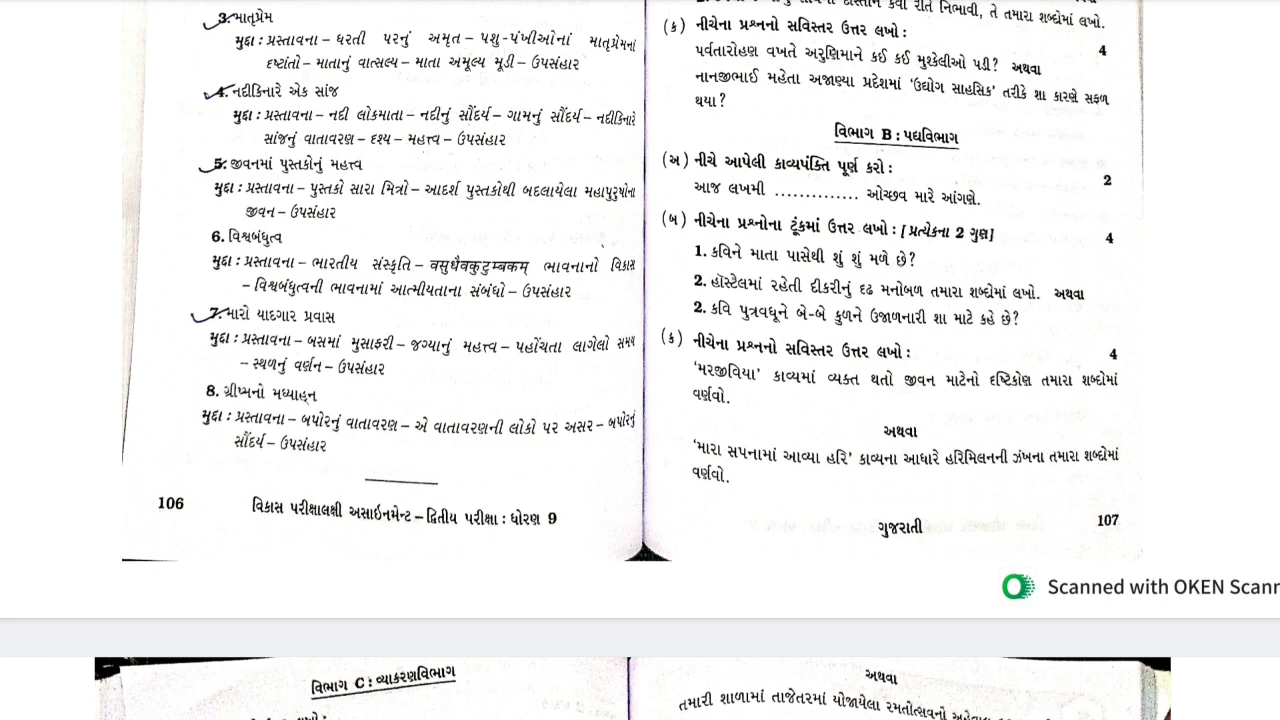 3. માતૃપ્રેમ
મુદ્દા : પ્રસ્તાવના – ધરતી પરનું અમૃત – પશુ-પંખીઓનાં માતૃપ્રેમનાં
દૃષ્ટાંતો – માતાનું વાત્સલ્ય – માતા અમૂલ્ય મૂડી – ઉપસંહાર
4. નદીકિનારે એક સાંજ
મુદ્દા : પ્રસ્તાવના – નદી લોકમાતા – નદીનું સૌંદર્ય – ગામનું સૌંદર્ય – નદીકિનારે
સાંજનું વાતાવરણ – દૃશ્ય – મહત્ત્વ – ઉપસંહાર
5. જીવનમાં પુસ્તકોનું મહત્ત્વ
મુદ્દા : પ્રસ્તાવના – પુસ્તકો સારા મિત્રો – આદર્શ પુસ્તકોથી બદલાયેલા મહાપુરુષોના
જીવન – ઉપસંહાર
6. વિશ્વબંધુત્વ
મુદ્દા : પ્રસ્તાવના – ભારતીય સંસ્કૃતિ – वसुधैवकुटुम्बकम् ભાવનાનો વિકાસ
– વિશ્વબંધુત્વની ભાવનામાં આત્મીયતાના સંબંધો – ઉપસંહાર
7. મારો યાદગાર પ્રવાસ
મુદ્દા : પ્રસ્તાવના – બસમાં મુસાફરી – જગ્યાનું મહત્ત્વ – પહોંચતા લાગેલો સમય
– સ્થળનું વર્ણન – ઉપસંહાર
8. ગ્રીષ્મનો મધ્યાહ્ન
મુદ્દા : પ્રસ્તાવના – બપોરનું વાતાવરણ – એ વાતાવરણની લોકો પર અસર – બપોરનું
સૌંદર્ય – ઉપસંહાર
106 વિકાસ પરીક્ષાલક્ષી અસાઇનમેન્ટ – દ્વિતીય પરીક્ષા : ધોરણ 9
કેવી રીતે નિભાવી, તે તમારા શબ્દોમાં લખો.
(ક) નીચેના પ્રશ્નનો સવિસ્તર ઉત્તર લખો : 4
પર્વતારોહણ વખતે અરુણિમાને કઈ કઈ મુશ્કેલીઓ પડી? અથવા
નાનજીભાઈ મહેતા અજાણ્યા પ્રદેશમાં ‘ઉદ્યોગ સાહસિક’ તરીકે શા કારણે સફળ
થયા?
વિભાગ B : પદ્યવિભાગ
(અ) નીચે આપેલી કાવ્યપંક્તિ પૂર્ણ કરો : 2
આજ લખમી .............. ઓચ્છવ મારે આંગણે.
(બ) નીચેના પ્રશ્નોના ટૂંકમાં ઉત્તર લખો : [પ્રત્યેકના 2 ગુણ] 4
1. કવિને માતા પાસેથી શું શું મળે છે?
2. હૉસ્ટેલમાં રહેતી દીકરીનું દૃઢ મનોબળ તમારા શબ્દોમાં લખો. અથવા
2. કવિ પુત્રવધૂને બે-બે કુળને ઉજાળનારી શા માટે કહે છે?
(ક) નીચેના પ્રશ્નનો સવિસ્તર ઉત્તર લખો : 4
‘મરજીવિયા’ કાવ્યમાં વ્યક્ત થતો જીવન માટેનો દૃષ્ટિકોણ તમારા શબ્દોમાં
વર્ણવો.
અથવા
‘મારા સપનામાં આવ્યા હરિ’ કાવ્યના આધારે હરિમિલનની ઝંખના તમારા શબ્દોમાં
વર્ણવો.
ગુજરાતી 107
Scanned with OKEN Scann
વિભાગ C : વ્યાકરણવિભાગ
અથવા
તમારી શાળામાં તાજેતરમાં યોજાયેલા રમતોત્સવનો